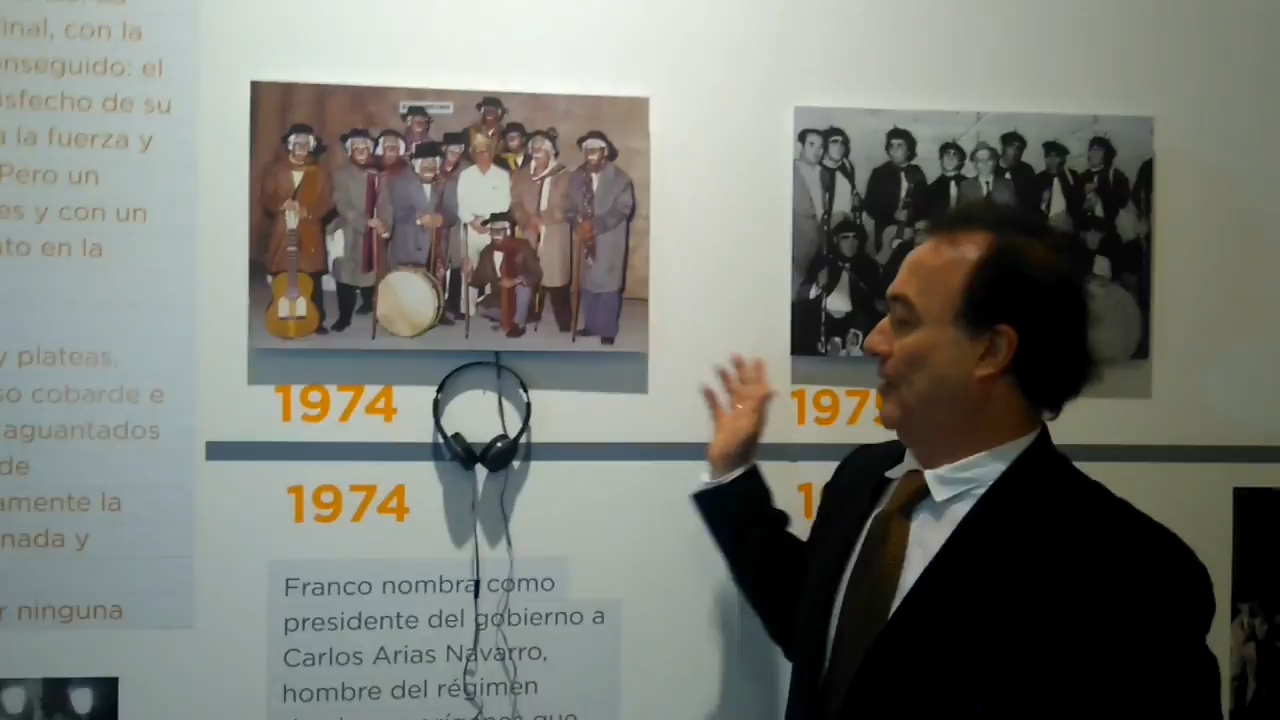 inal, con la
nseguido: el
isfecho de su
a la fuerza y
Pero un
es y con un
to en la
y plateas,
so cobarde e
aguantados
de
amente la
nada y
r ninguna
1974
1975
1974
Franco nombra como
presidente del gobierno a
Carlos Arias Navarro,
hombre del régimen